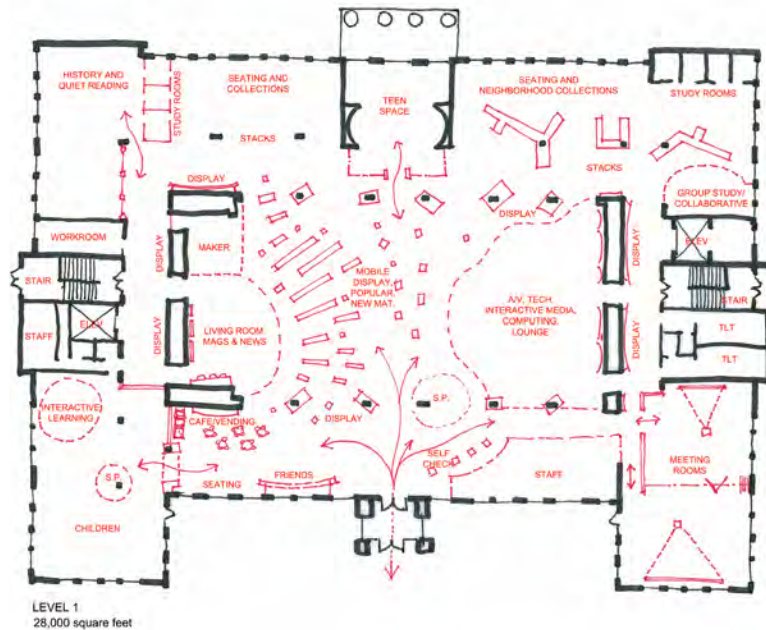 HISTORY AND
QUIET READING
STUDY ROOMS
SEATING AND
COLLECTIONS
STACKS
TEEN
SPACE
SEATING AND
NEIGHBORHOOD COLLECTIONS
STUDY ROOMS
STACKS
GROUP STUDY/
COLLABORATIVE
DISPLAY
DISPLAY
WORKROOM
MAKER
DISPLAY
DISPLAY
ELEV
STAIR
STAIR
MOBILE
DISPLAY,
POPULAR,
NEW MAT.
A/V, TECH,
INTERACTIVE MEDIA,
COMPUTING,
LOUNGE
STAFF
ELEV
DISPLAY
LIVING ROOM
MAGS & NEWS
DISPLAY
TLT
TLT
INTERACTIVE
LEARNING
CAFE/VENDING
DISPLAY
S.P.
S.P.
SELF
CHECK
STAFF
MEETING
ROOMS
SEATING
FRIENDS
CHILDREN
LEVEL 1
28,000 square feet